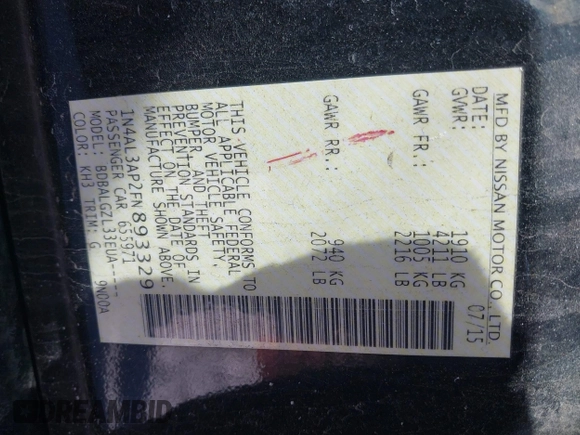 MFD BY NISSAN MOTOR CO.,LTD.
DATE: 07/15
GVWR: 1910 KG
4211 LB
GAWR FR.: 1005 KG
2216 LB
GAWR RR.: 940 KG
2072 LB
THIS VEHICLE CONFORMS TO
ALL APPLICABLE FEDERAL
MOTOR VEHICLE SAFETY,
BUMPER, AND THEFT
PREVENTION STANDARDS IN
EFFECT ON THE DATE OF
MANUFACTURE SHOWN ABOVE.
1N4AL3AP2FN893329
PASSENGER CAR 655971
MODEL: BDBALGZL33EUA----- 9N00A
COLOR: KH3 TRIM: G
DREAMBID